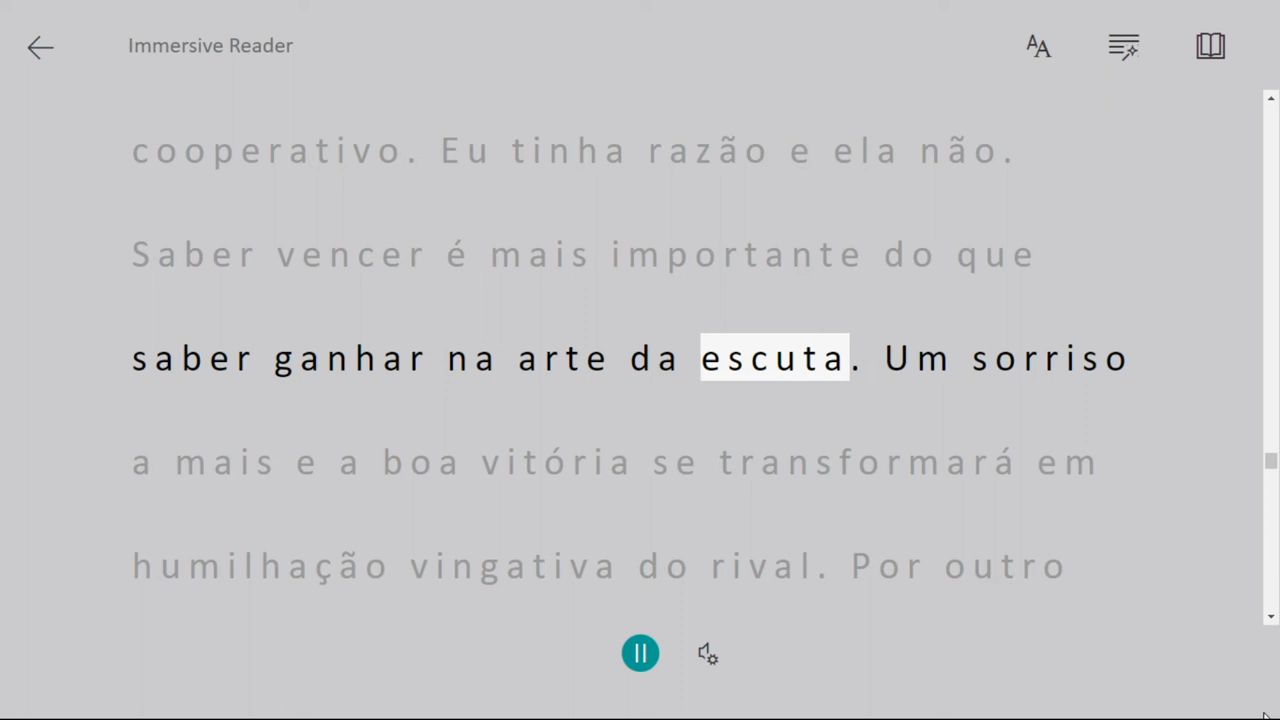 Immersive Reader
cooperativo. Eu tinha razão e ela não.
Saber vencer é mais importante do que
saber ganhar na arte da escuta. Um sorriso
a mais e a boa vitória se transformará em
humilhação vingativa do rival. Por outro